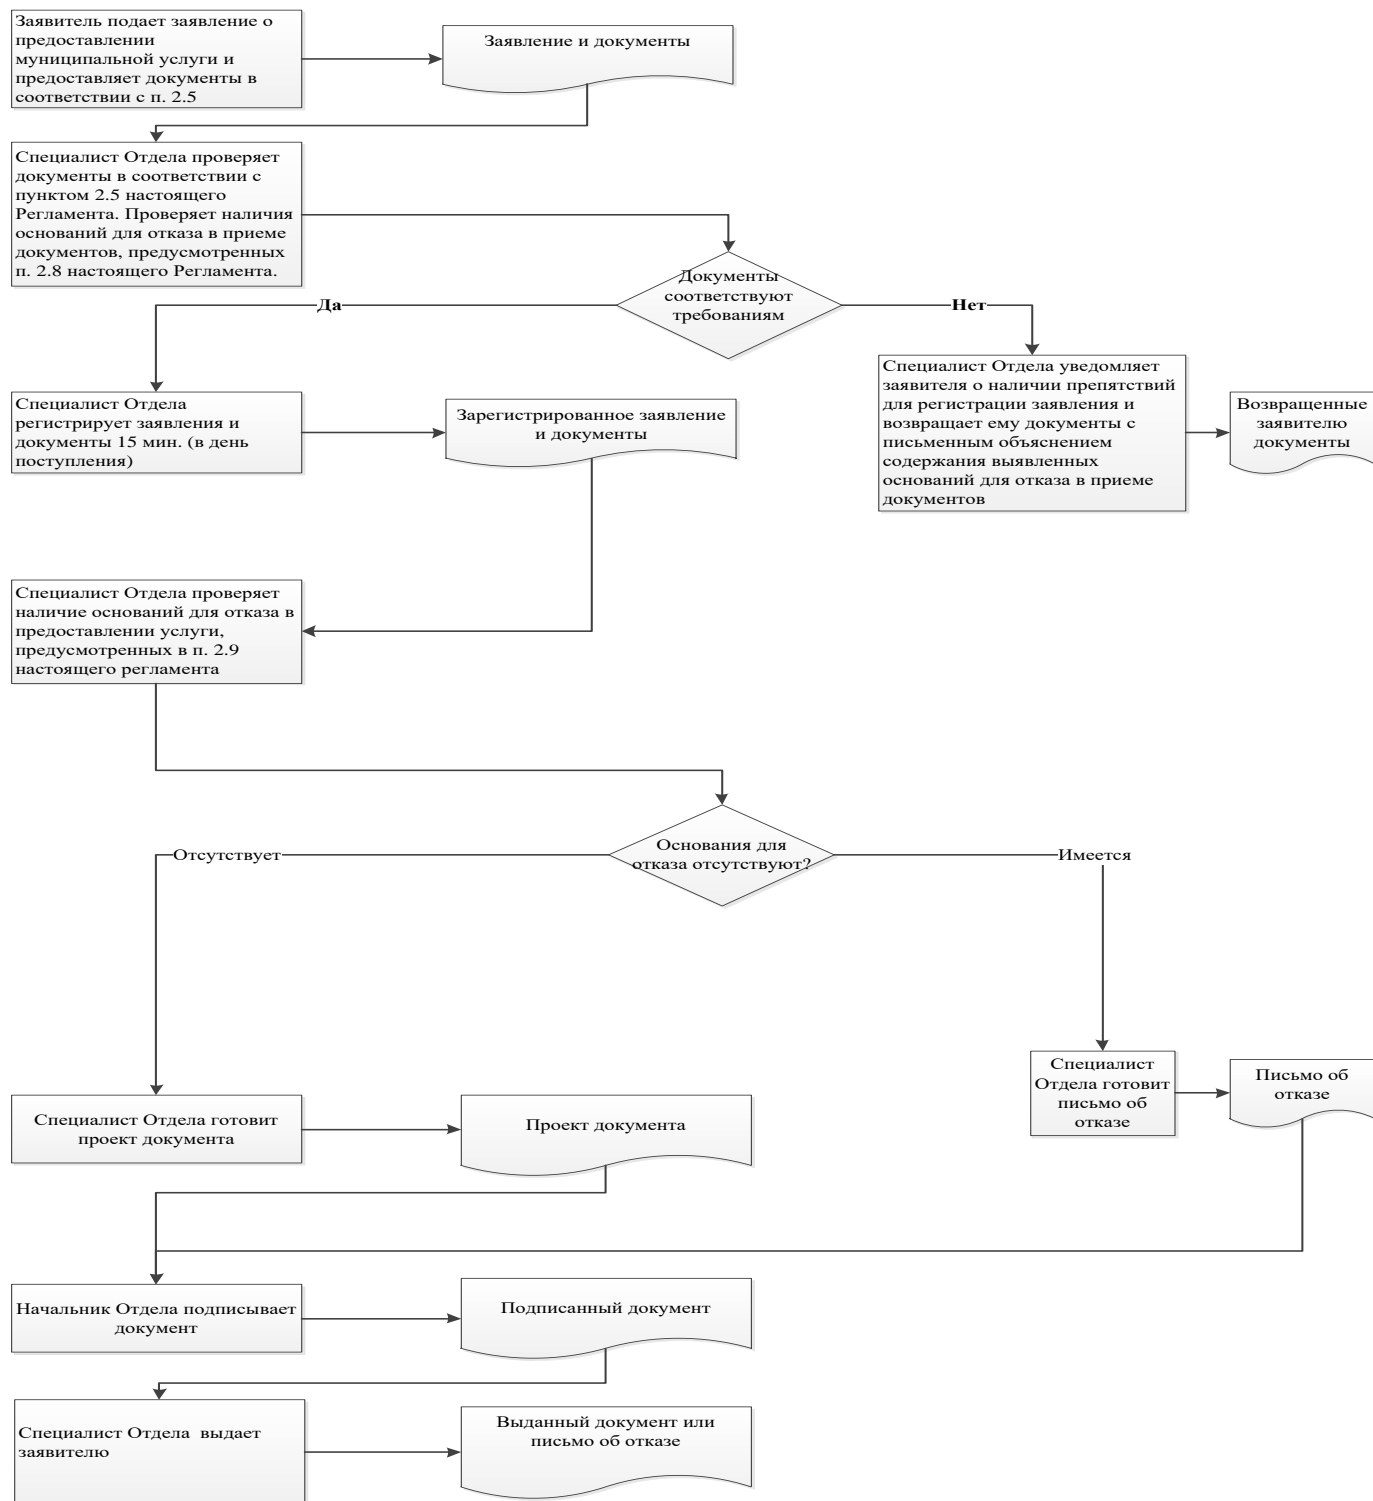 Заявитель подает заявление о
предоставлении
муниципальной услуги и
предоставляет документы в
соответствии с п. 2.5
Заявление и документы
Специалист Отдела проверяет
документы в соответствии с
пунктом 2.5 настоящего
Регламента. Проверяет наличия
оснований для отказа в приеме
документов, предусмотренных
п. 2.8 настоящего Регламента.
Документы
соответствуют
требованиям
Да
Нет
Специалист Отдела
регистрирует заявления и
документы 15 мин. (в день
поступления)
Зарегистрированное заявление
и документы
Специалист Отдела уведомляет
заявителя о наличии препятствий
для регистрации заявления и
возвращает ему документы с
письменным объяснением
содержания выявленных
оснований для отказа в приеме
документов
Возвращенные
заявителю
документы
Специалист Отдела проверяет
наличие оснований для отказа в
предоставлении услуги,
предусмотренных в п. 2.9
настоящего регламента
Основания для
отказа отсутствуют?
Отсутствует
Имеется
Специалист
Отдела готовит
письмо об
отказе
Письмо об
отказе
Специалист Отдела готовит
проект документа
Проект документа
Начальник Отдела подписывает
документ
Подписанный документ
Специалист Отдела  выдает
заявителю
Выданный документ или
письмо об отказе